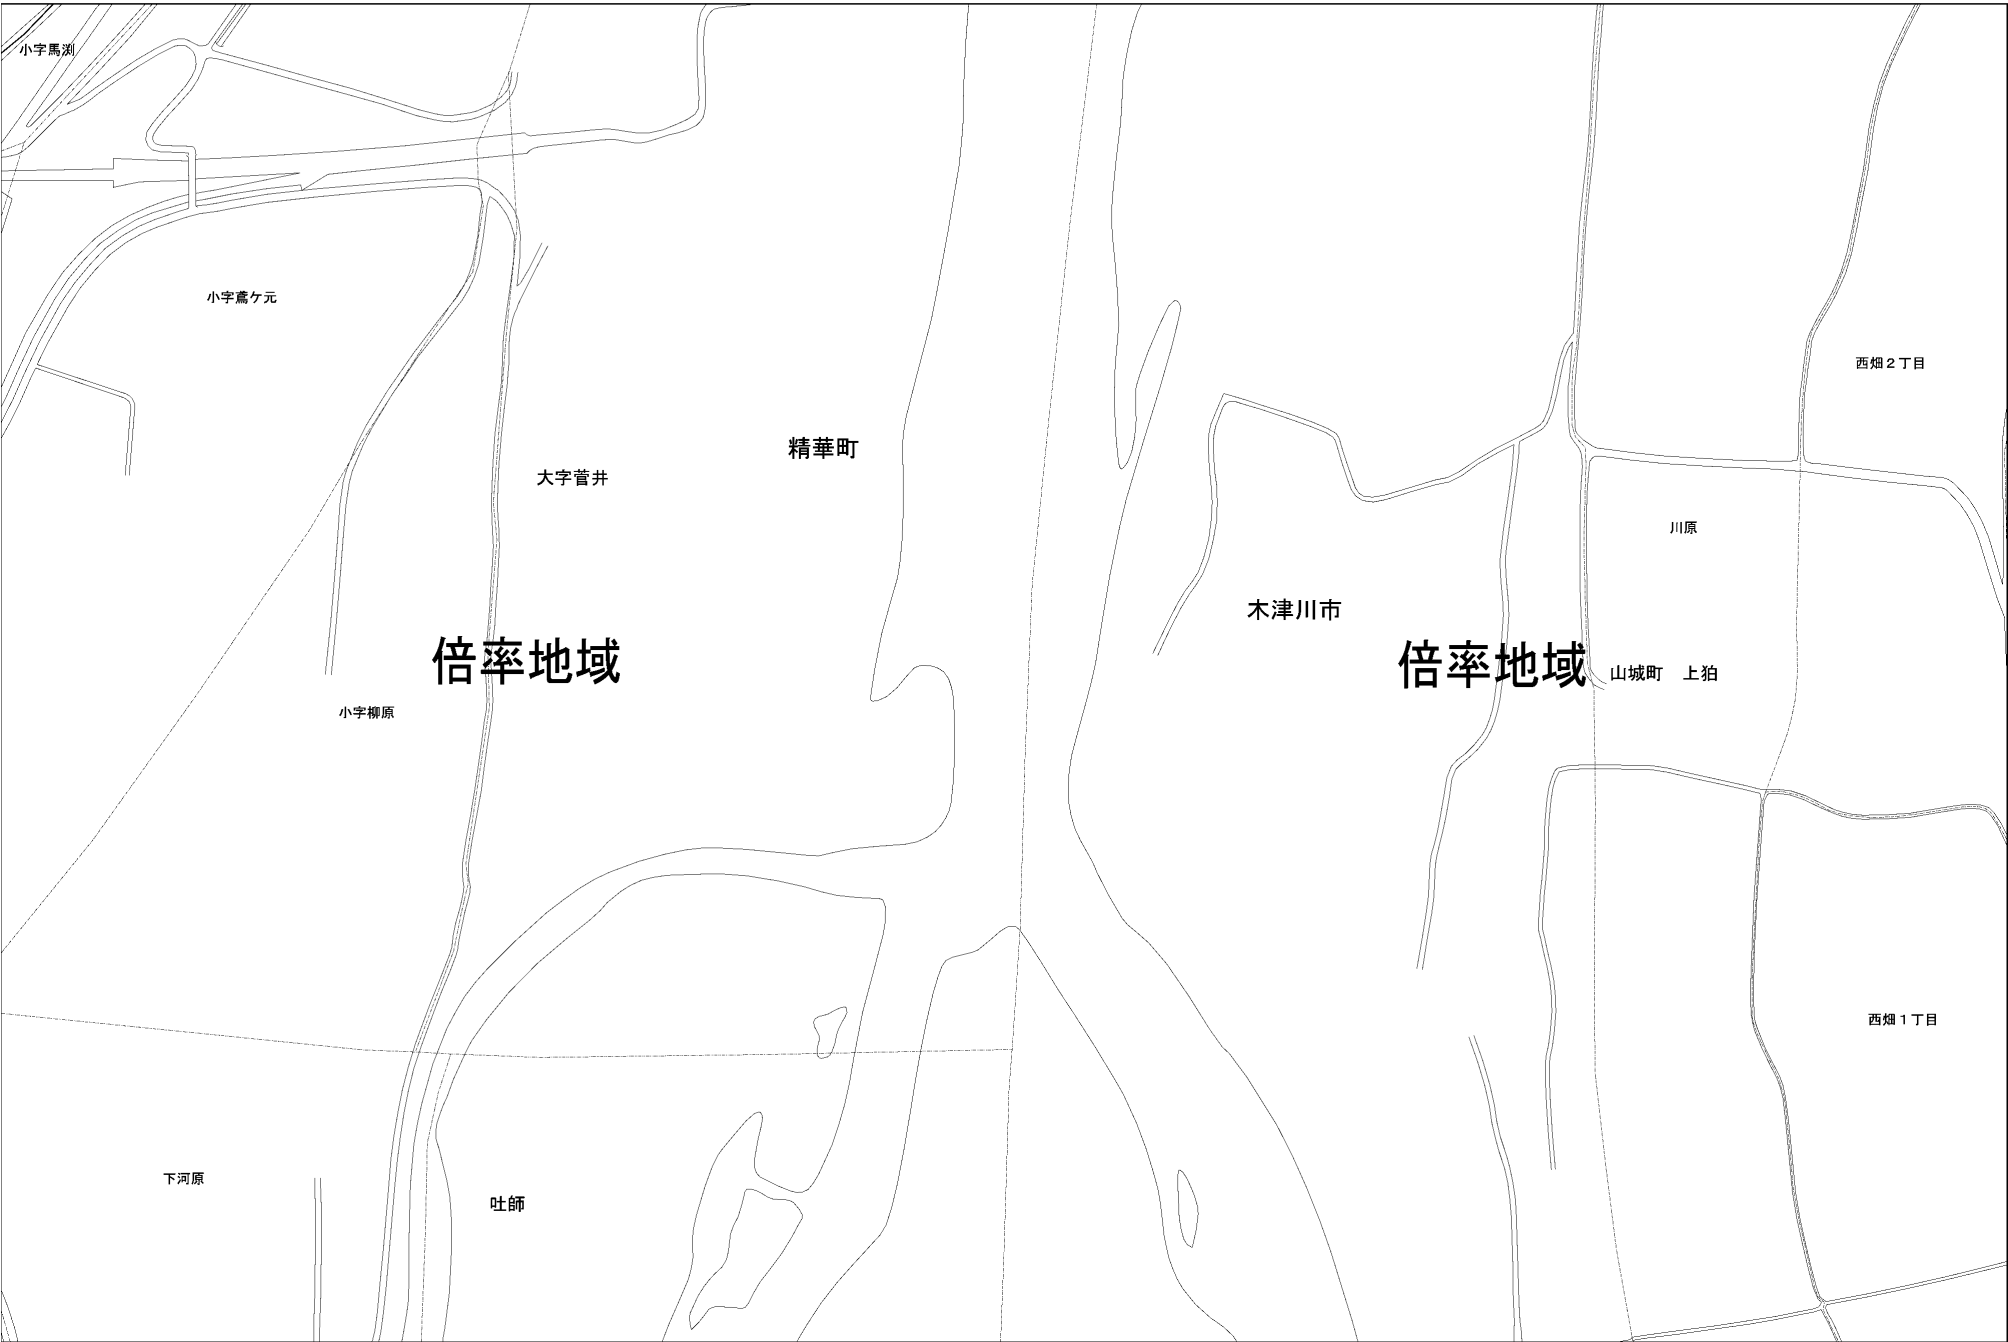 小字馬渕
小字鳶ケ元
西畑２丁目
精華町
大字菅井
川原
木津川市
倍率地域
倍率地域
山城町　上狛
小字柳原
西畑１丁目
下河原
吐師